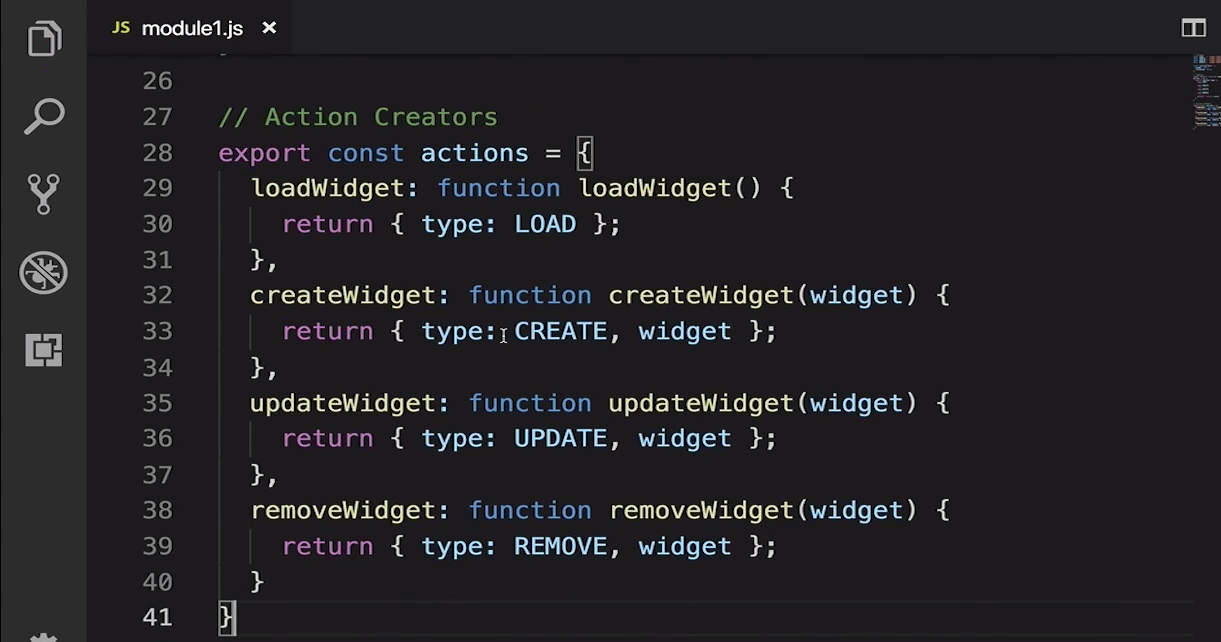 JS module1.js ×
26
27 // Action Creators
28 export const actions = {
29 loadWidget: function loadWidget() {
30 return { type: LOAD };
31 },
32 createWidget: function createWidget(widget) {
33 return { type: CREATE, widget };
34 },
35 updateWidget: function updateWidget(widget) {
36 return { type: UPDATE, widget };
37 },
38 removeWidget: function removeWidget(widget) {
39 return { type: REMOVE, widget };
40 }
41 }